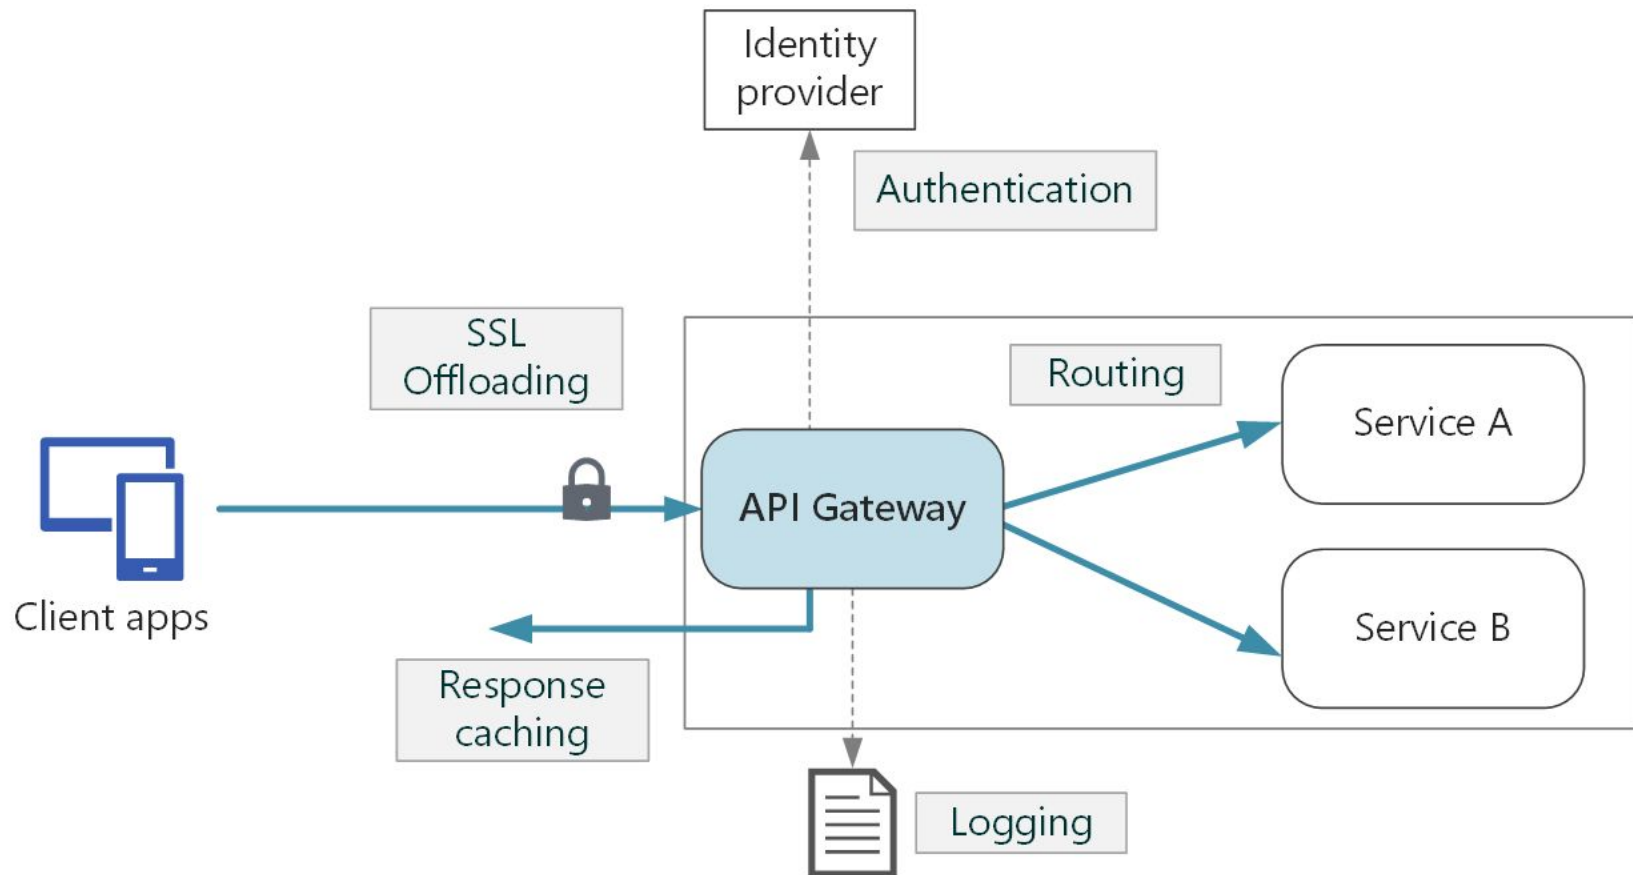 Identity
provider
Authentication
SSL
Offloading
Routing
Service A
API Gateway
Client apps
Service B
Response
caching
Logging